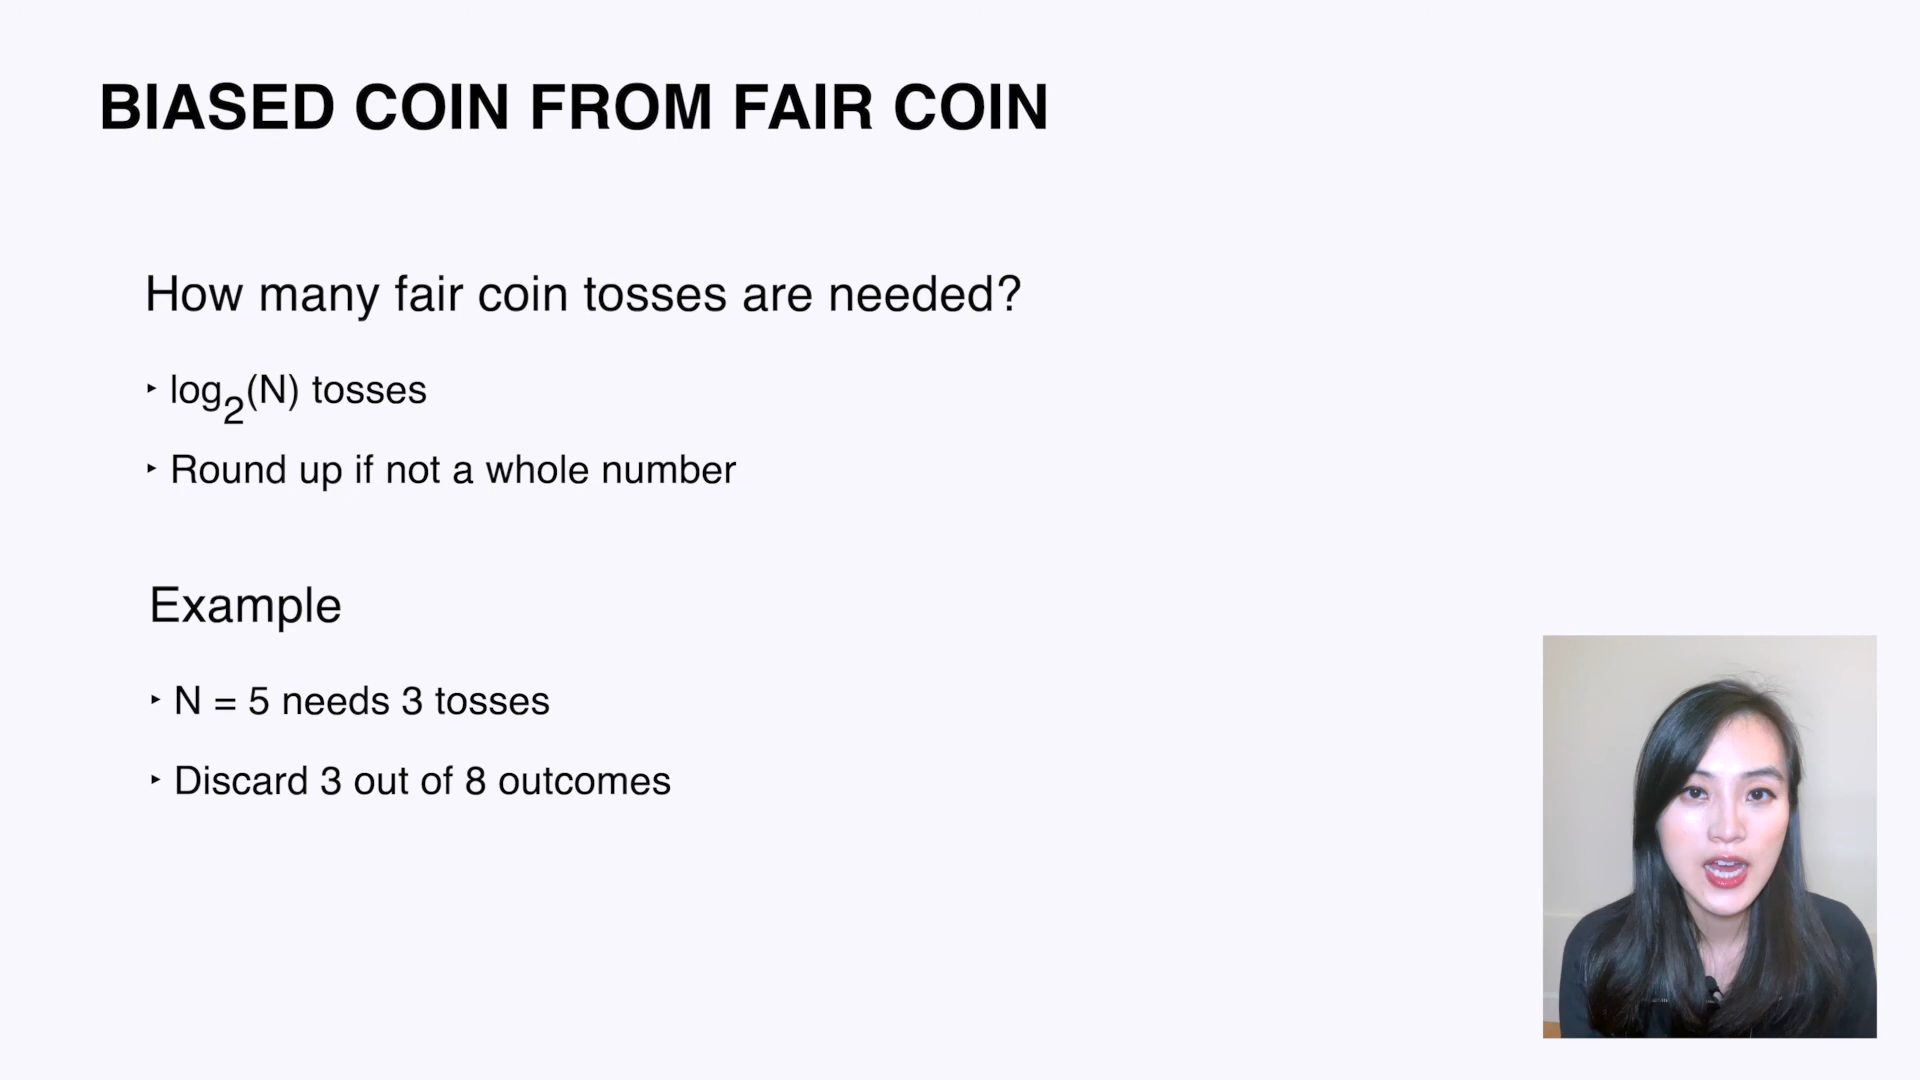 BIASED COIN FROM FAIR COIN
How many fair coin tosses are needed?
‣ log₂(N) tosses
‣ Round up if not a whole number
Example
‣ N = 5 needs 3 tosses
‣ Discard 3 out of 8 outcomes